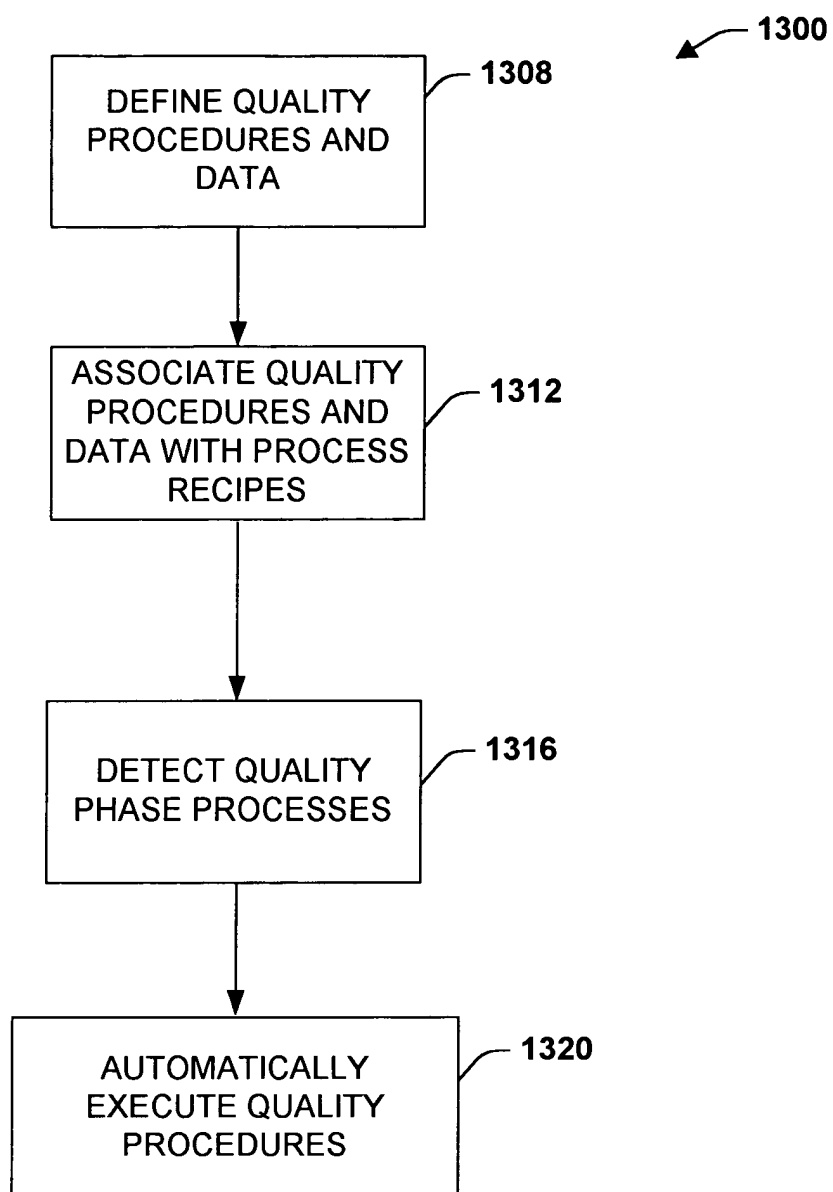 1300
1308
DEFINE QUALITY
PROCEDURES AND
DATA
ASSOCIATE QUALITY
PROCEDURES AND
DATA WITH PROCESS
RECIPES
1312
DETECT QUALITY
PHASE PROCESSES
1316
AUTOMATICALLY
EXECUTE QUALITY
PROCEDURES
1320